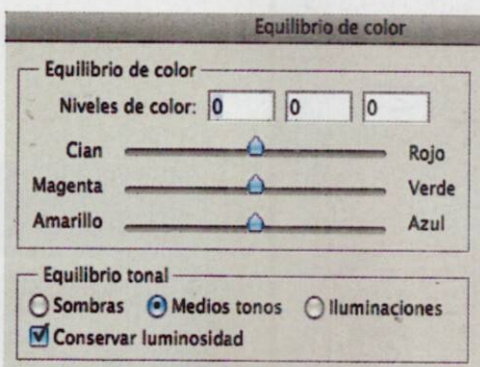 Equilibrio de color
Equilibrio de color
Niveles de color: 0 0 0
Cian Rojo
Magenta Verde
Amarillo Azul
Equilibrio tonal
Sombras Medios tonos Iluminaciones
Conservar luminosidad